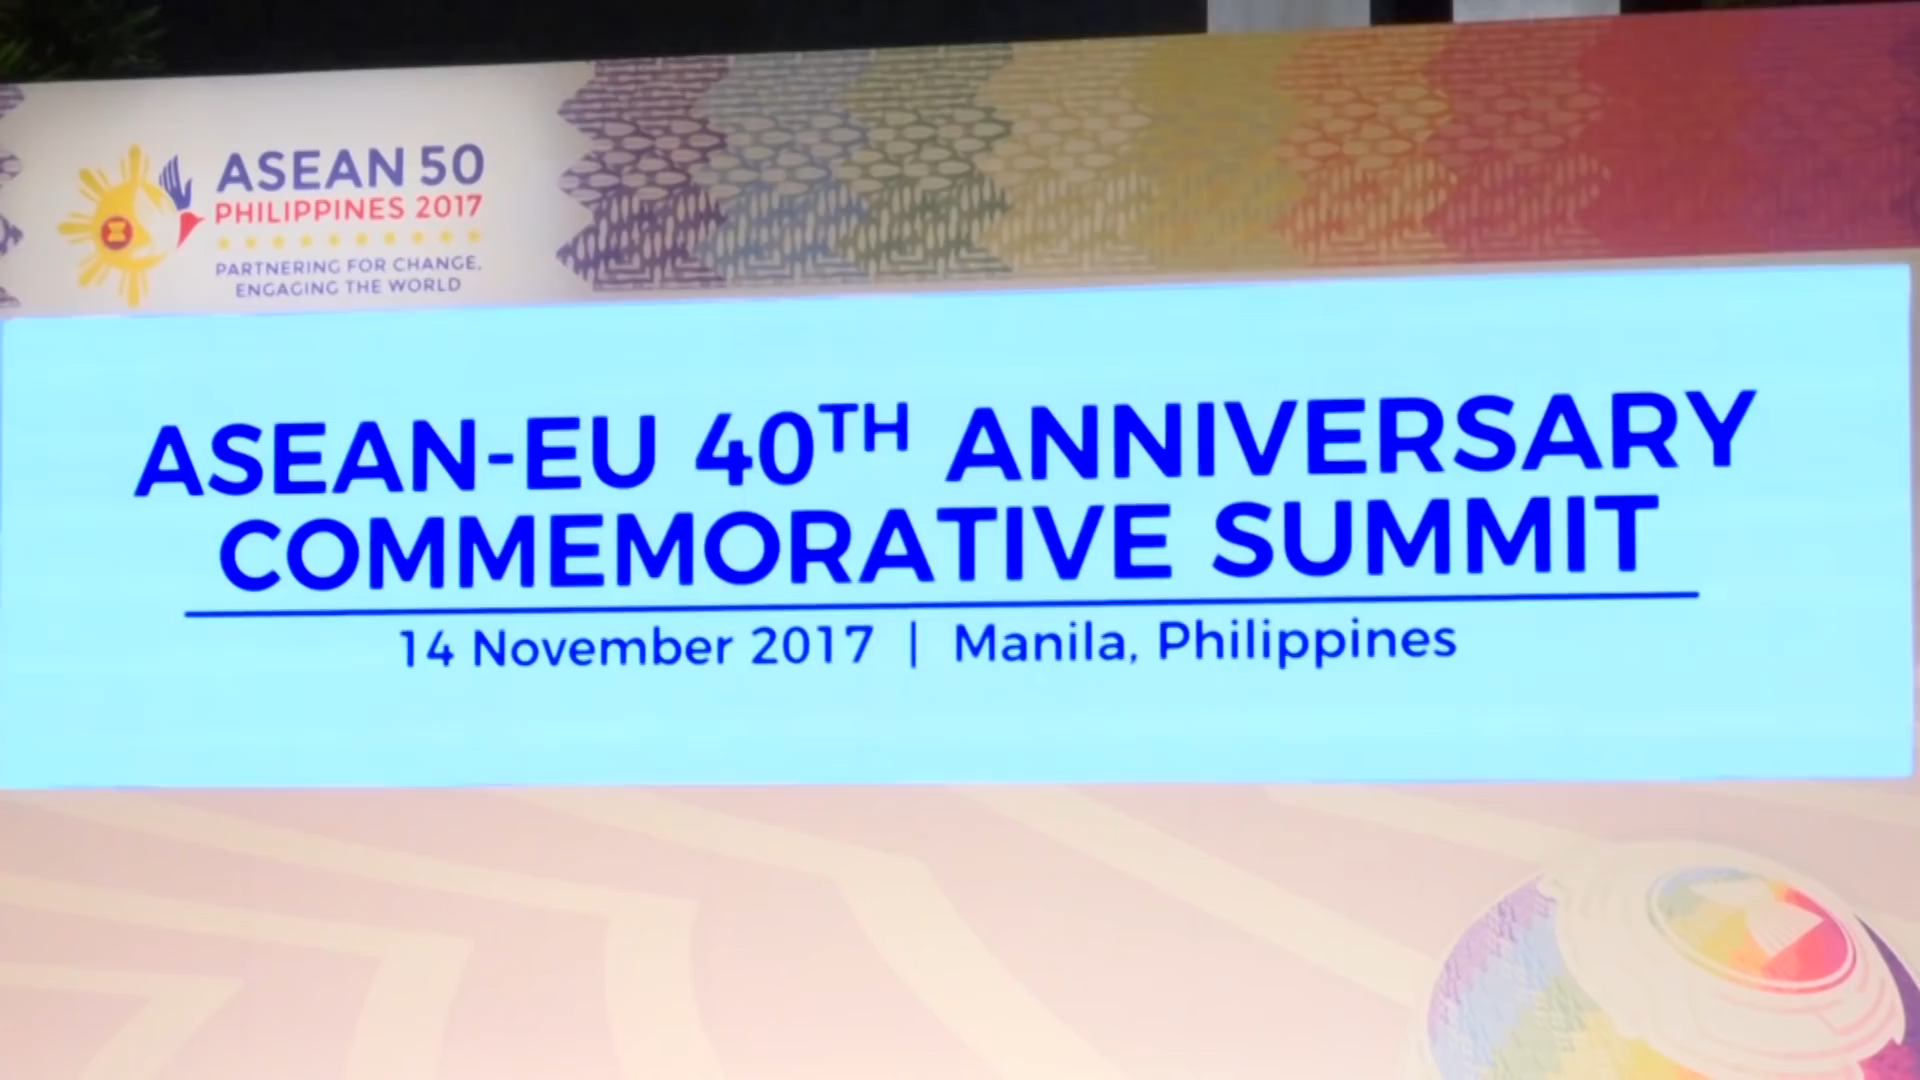 ASEAN 50
PHILIPPINES 2017
PARTNERING FOR CHANGE,
ENGAGING THE WORLD
ASEAN-EU 40TH ANNIVERSARY
COMMEMORATIVE SUMMIT
14 November 2017 | Manila, Philippines